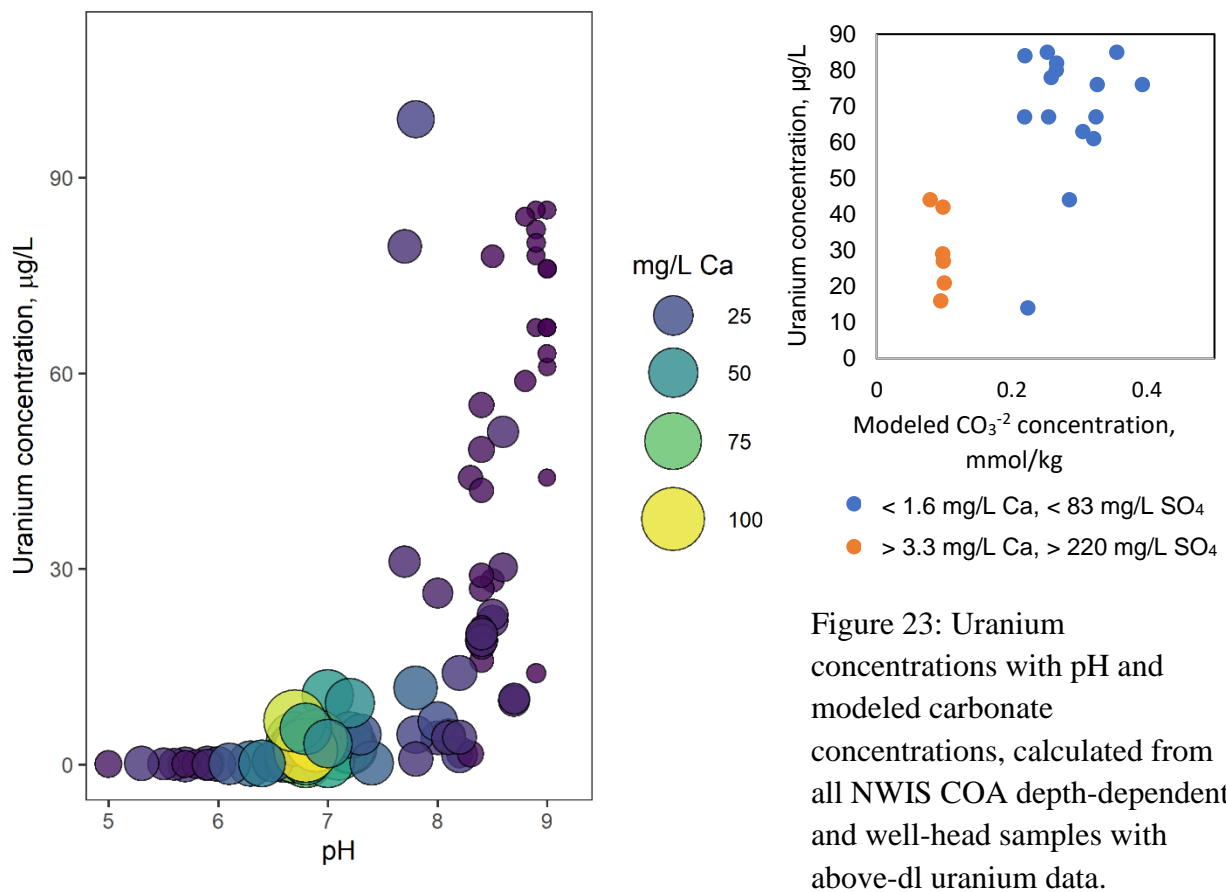 Uranium concentration, µg/L
90
60
30
0
5 6 7 8 9
pH
mg/L Ca
25
50
75
100
Uranium concentration, µg/L
90
80
70
60
50
40
30
20
10
0
0 0.2 0.4
Modeled CO₃⁻² concentration,
mmol/kg
< 1.6 mg/L Ca, < 83 mg/L SO₄
> 3.3 mg/L Ca, > 220 mg/L SO₄
Figure 23: Uranium
concentrations with pH and
modeled carbonate
concentrations, calculated from
all NWIS COA depth-dependent
and well-head samples with
above-dl uranium data.